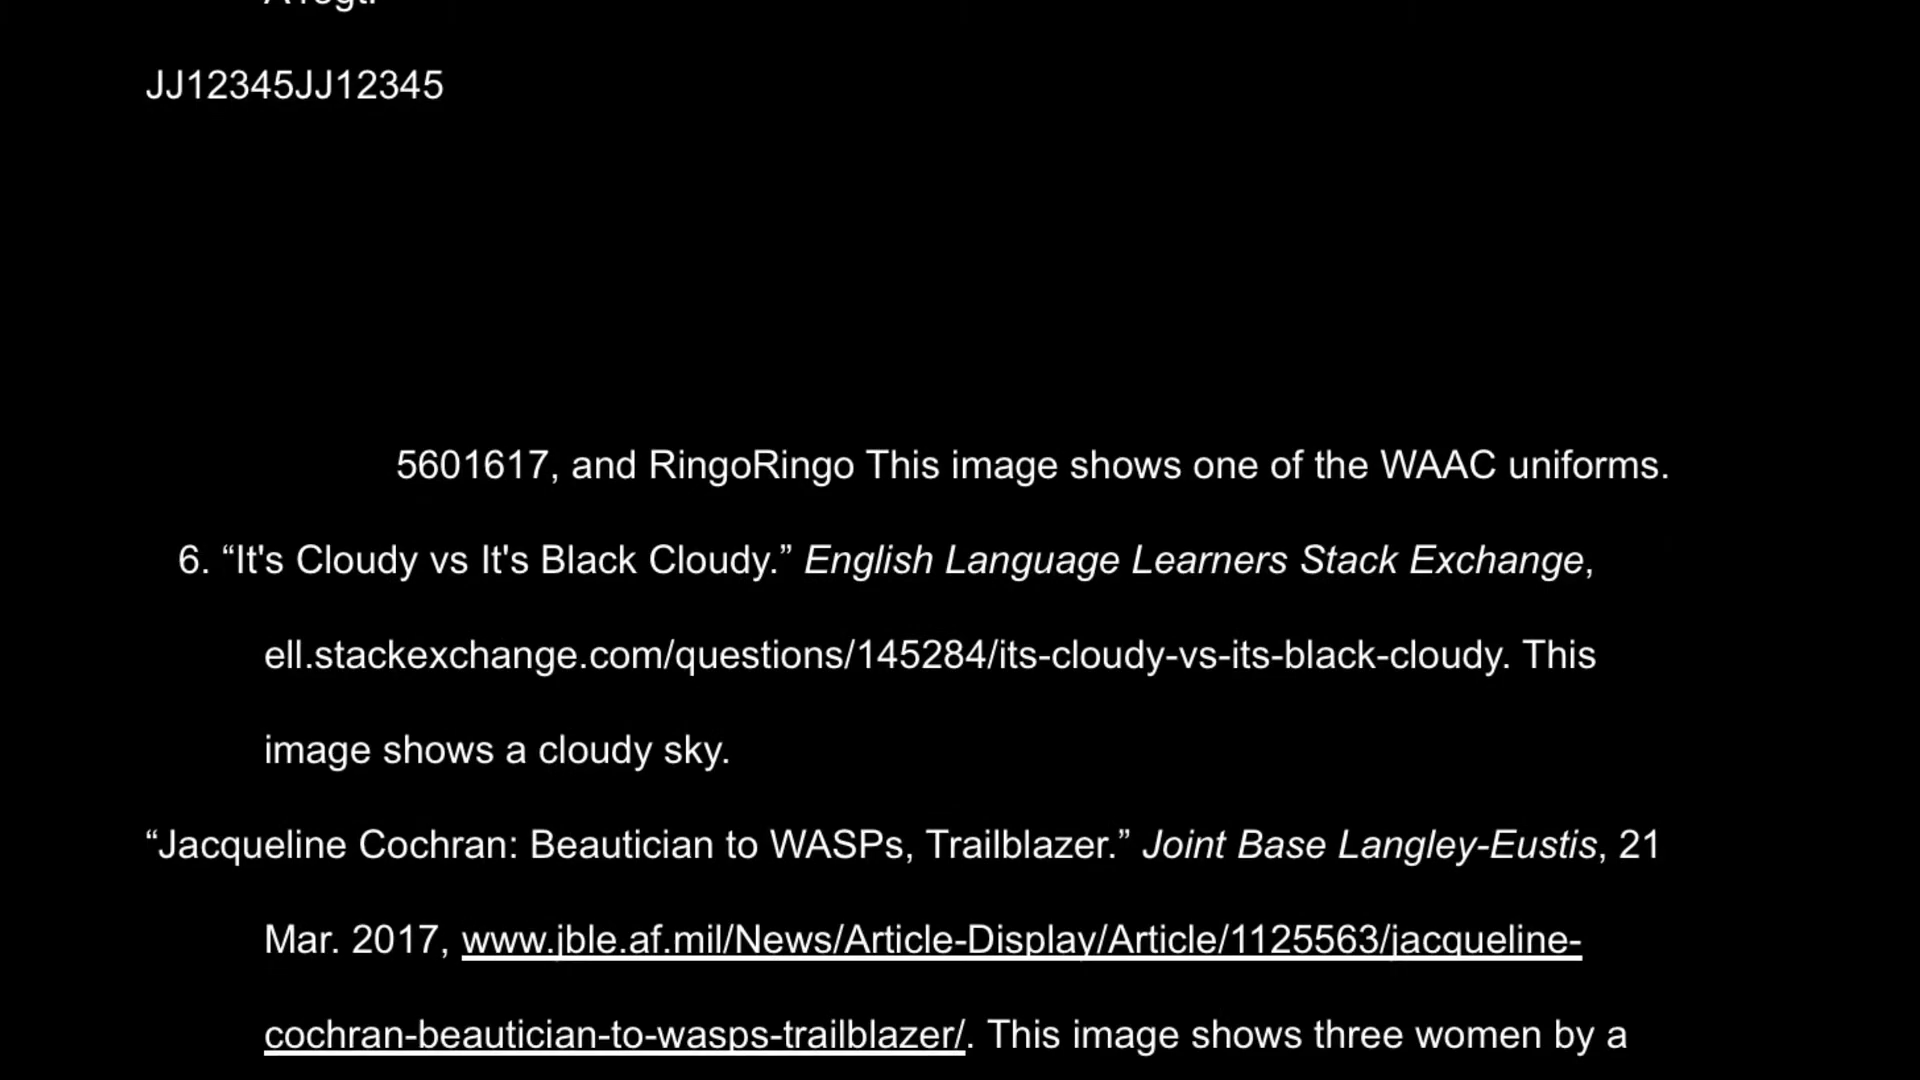 JJ12345JJ12345
5601617, and RingoRingo This image shows one of the WAAC uniforms.
6. “It's Cloudy vs It's Black Cloudy.” English Language Learners Stack Exchange,
ell.stackexchange.com/questions/145284/its-cloudy-vs-its-black-cloudy. This
image shows a cloudy sky.
“Jacqueline Cochran: Beautician to WASPs, Trailblazer.” Joint Base Langley-Eustis, 21
Mar. 2017, www.jble.af.mil/News/Article-Display/Article/1125563/jacqueline-
cochran-beautician-to-wasps-trailblazer/. This image shows three women by a